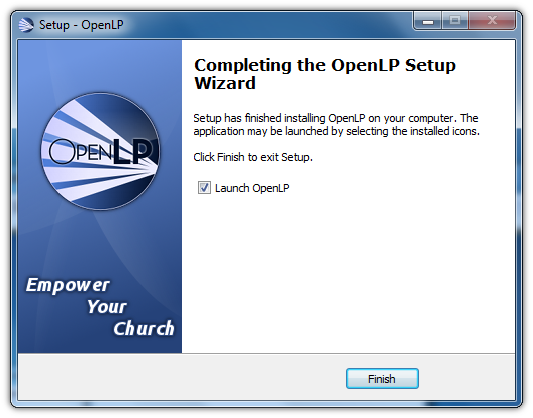 Setup - OpenLP
Completing the OpenLP Setup
Wizard
Setup has finished installing OpenLP on your computer. The
application may be launched by selecting the installed icons.
Click Finish to exit Setup.
Launch OpenLP
OPENLP
Empower
Your
Church
Finish